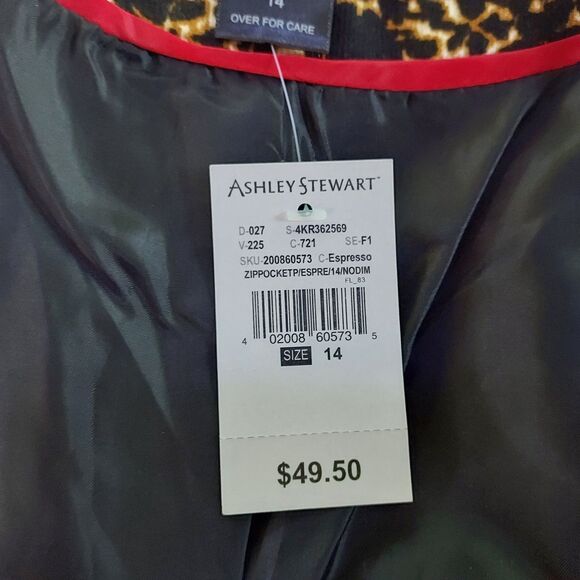 14
OVER FOR CARE
ASHLEY STEWART™
D-027 S-4KR362569
V-225 C-721 SE-F1
SKU-200860573 C-Espresso
ZIPPOCKETP/ESPRE/14/NODIM
FL_83
4 02008 60573 5
SIZE 14
$49.50